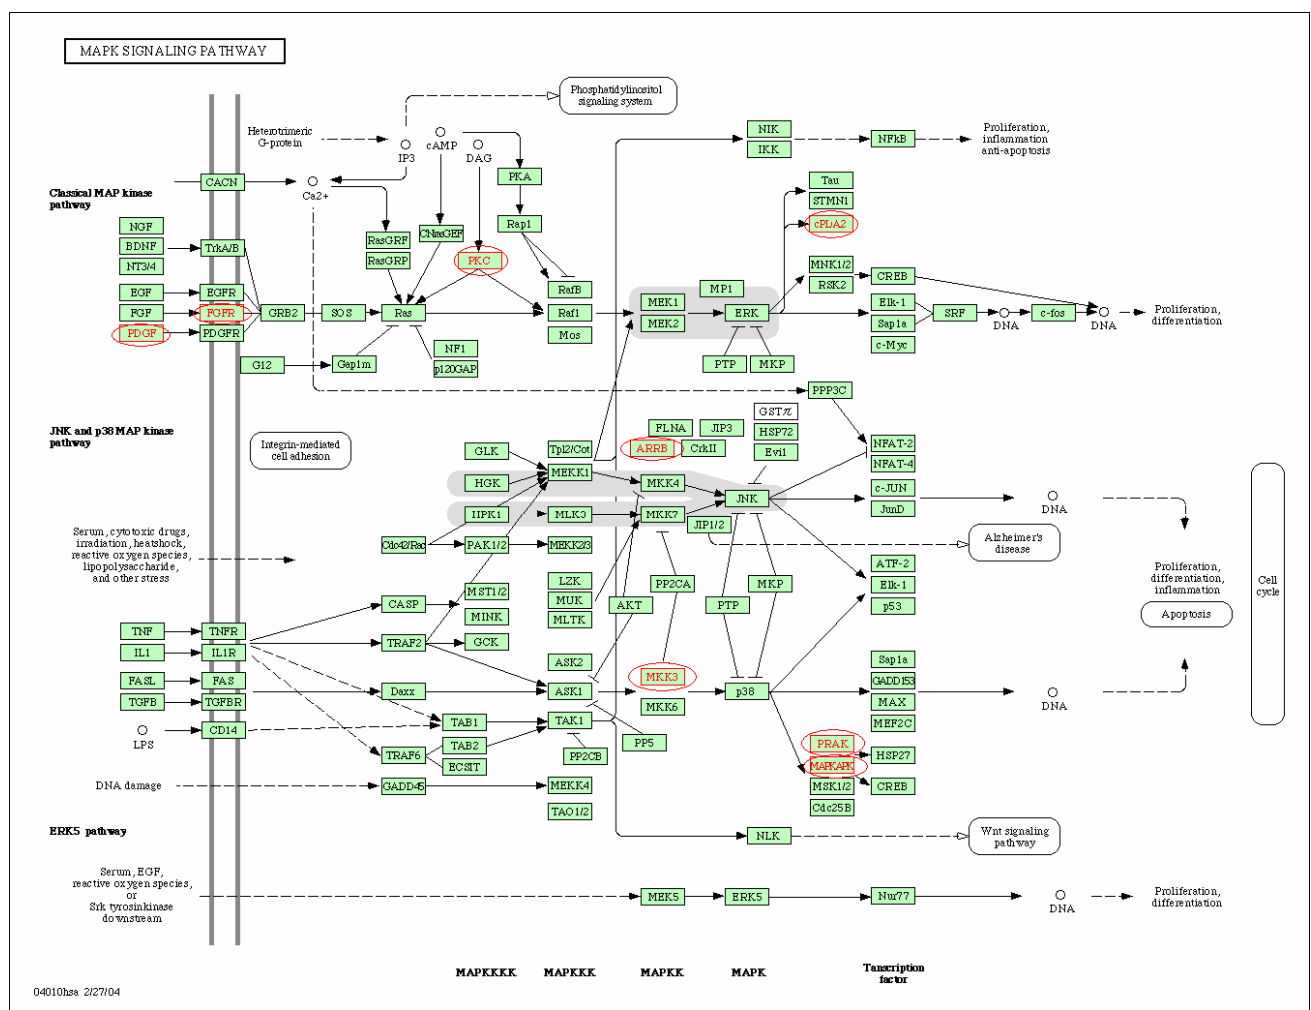 MAPK SIGNALING PATHWAY
Phosphatidylinositol
signaling system
Heterotrimeric
G-protein
IP3
cAMP
DAG
NIK
IKK
NFkB
Proliferation,
inflammation
anti-apoptosis
Classical MAP kinase
pathway
CACN
Ca2+
PKA
Tau
STMN1
cPLA2
NGF
BDNF
NT3/4
TrkA/B
RasGRF
RasGRP
CNrasGEF
PKC
Rap1
MNK1/2
RSK2
CREB
EGF
EGFR
FGF
FGFR
PDGF
PDGFR
GRB2
SOS
Ras
RafB
Raf1
Mos
MEK1
MEK2
MP1
ERK
Elk-1
Sap1a
c-Myc
SRF
DNA
c-fos
DNA
Proliferation,
differentiation
G12
Gap1m
NF1
p120GAP
PTP
MKP
PPP3C
JNK and p38 MAP kinase
pathway
Integrin-mediated
cell adhesion
GLK
HGK
HPK1
Tpl2/Cot
MEKK1
MLK3
FLNA
ARRB
JIP3
CrkII
GSTπ
HSP72
Evi1
NFAT-2
NFAT-4
MKK4
MKK7
JNK
JIP1/2
c-JUN
JunD
DNA
Alzheimer's
disease
Cell
cycle
Serum, cytotoxic drugs,
irradiation, heatshock,
reactive oxygen species,
lipopolysaccharide,
and other stress
Cdc42/Rac
PAK1/2
MEKK2/3
MST1/2
MINK
GCK
LZK
MUK
MLTK
AKT
PP2CA
PTP
MKP
ATF-2
Elk-1
p53
Proliferation,
differentiation,
inflammation
Apoptosis
CASP
TRAF2
TNF
TNFR
IL1
IL1R
FASL
FAS
TGFB
TGFBR
LPS
CD14
Daxx
ASK2
ASK1
MKK3
MKK6
p38
Sap1a
GADD153
MAX
MEF2C
DNA
TAB1
TAB2
ECSIT
TRAF6
TAK1
PP2CB
PP5
PRAK
MAPKAPK
MSK1/2
Cdc25B
HSP27
CREB
DNA damage
GADD45
MEKK4
TAO1/2
ERK5 pathway
NLK
Wnt signaling
pathway
Serum, EGF,
reactive oxygen species,
or
Srk tyrosinkinase
downstream
MEK5
ERK5
Nur77
DNA
Proliferation,
differentiation
MAPKKKK
MAPKKK
MAPKK
MAPK
Tanscription
factor
04010hsa 2/27/04